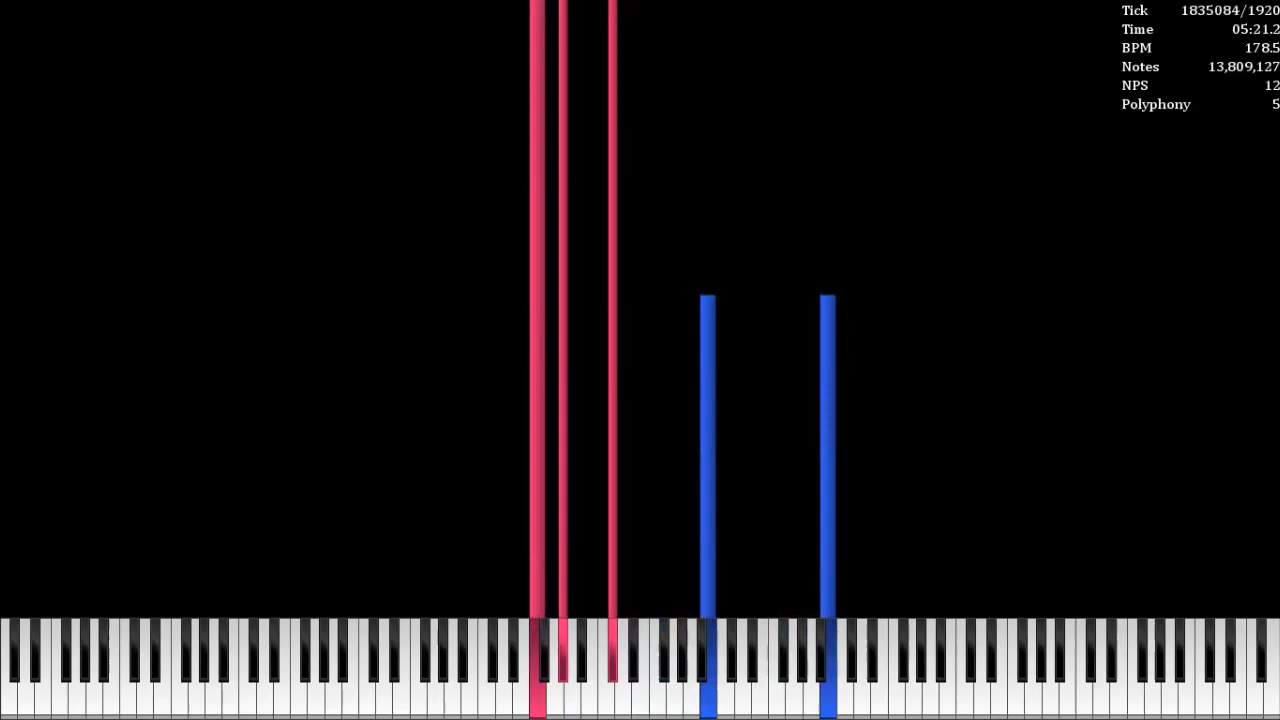 Tick 1835084/1920
Time 05:21.2
BPM 178.5
Notes 13,809,127
NPS 12
Polyphony 5